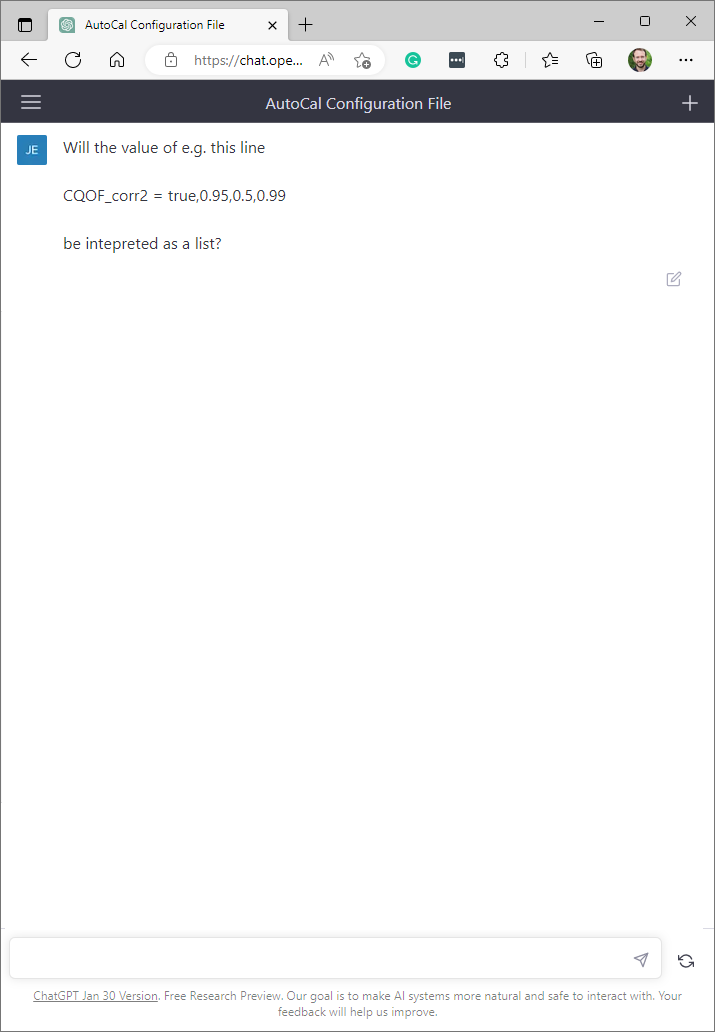 AutoCal Configuration File
https://chat.ope...
AutoCal Configuration File
JE
Will the value of e.g. this line
CQOF_corr2 = true,0.95,0.5,0.99
be intepreted as a list?
ChatGPT Jan 30 Version. Free Research Preview. Our goal is to make AI systems more natural and safe to interact with. Your
feedback will help us improve.